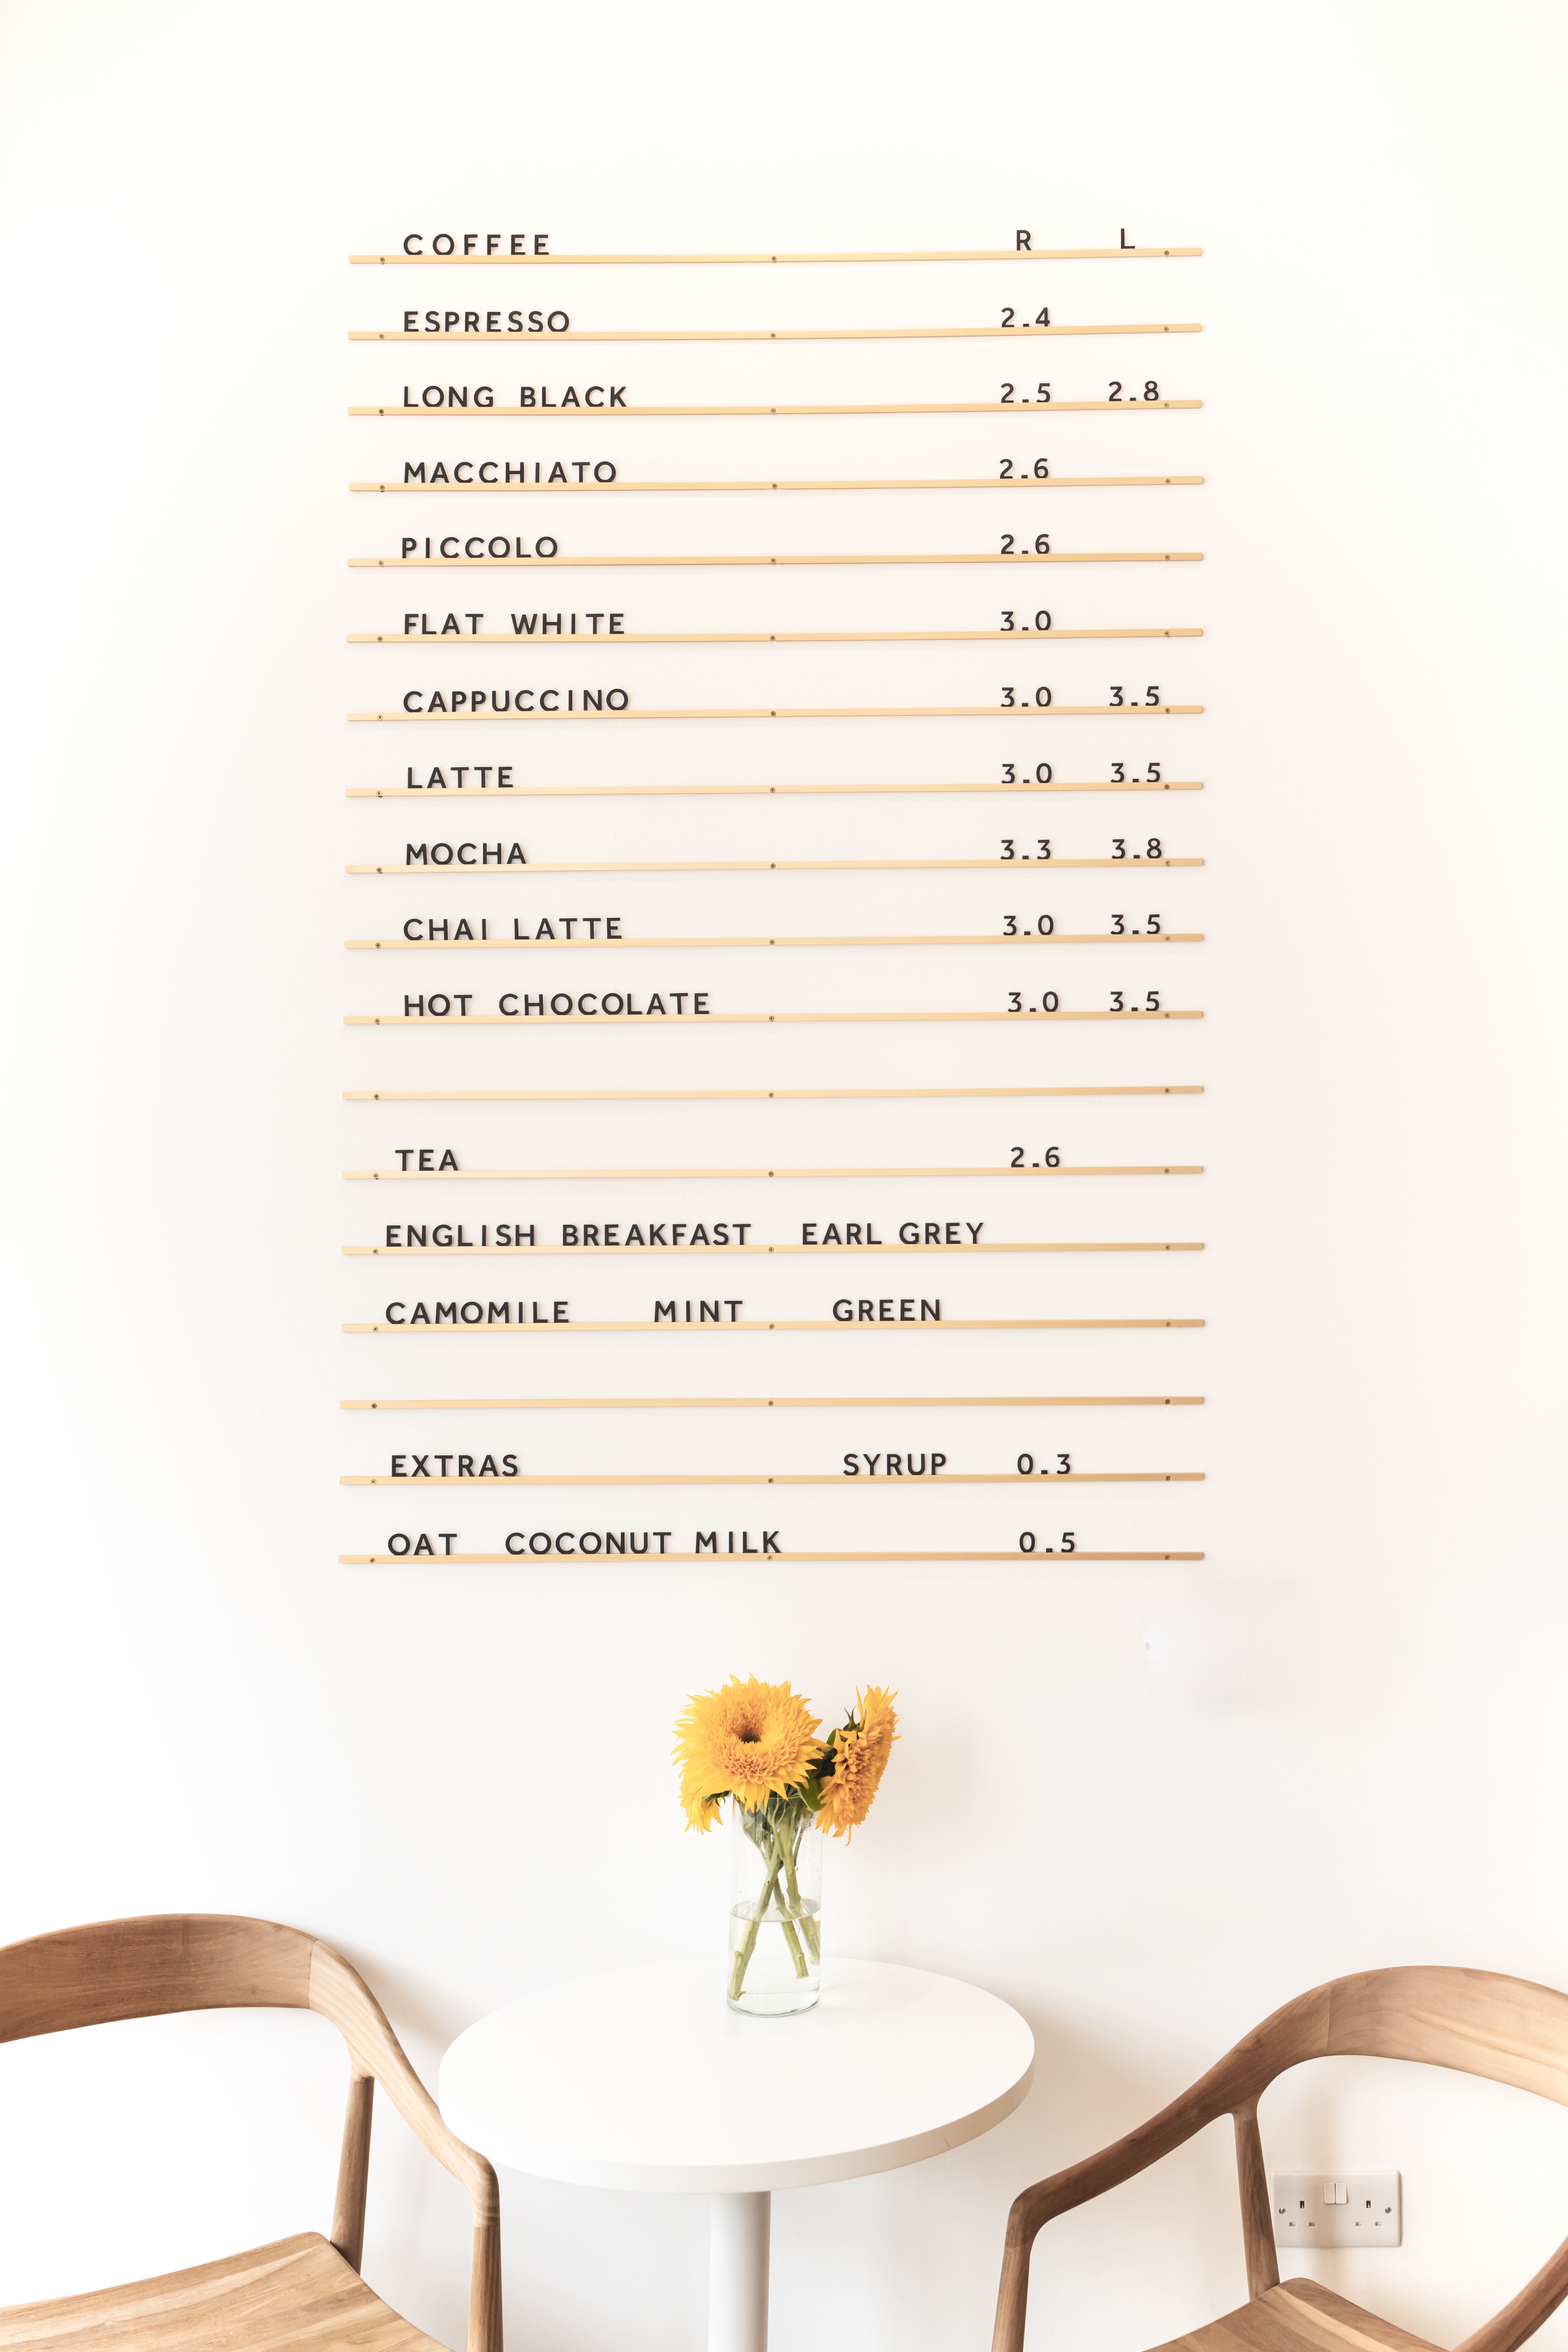 COFFEE R L
ESPRESSO 2.4
LONG BLACK 2.5 2.8
MACCHIATO 2.6
PICCOLO 2.6
FLAT WHITE 3.0
CAPPUCCINO 3.0 3.5
LATTE 3.0 3.5
MOCHA 3.3 3.8
CHAI LATTE 3.0 3.5
HOT CHOCOLATE 3.0 3.5
TEA 2.6
ENGLISH BREAKFAST EARL GREY
CAMOMILE MINT GREEN
EXTRAS SYRUP 0.3
OAT COCONUT MILK 0.5